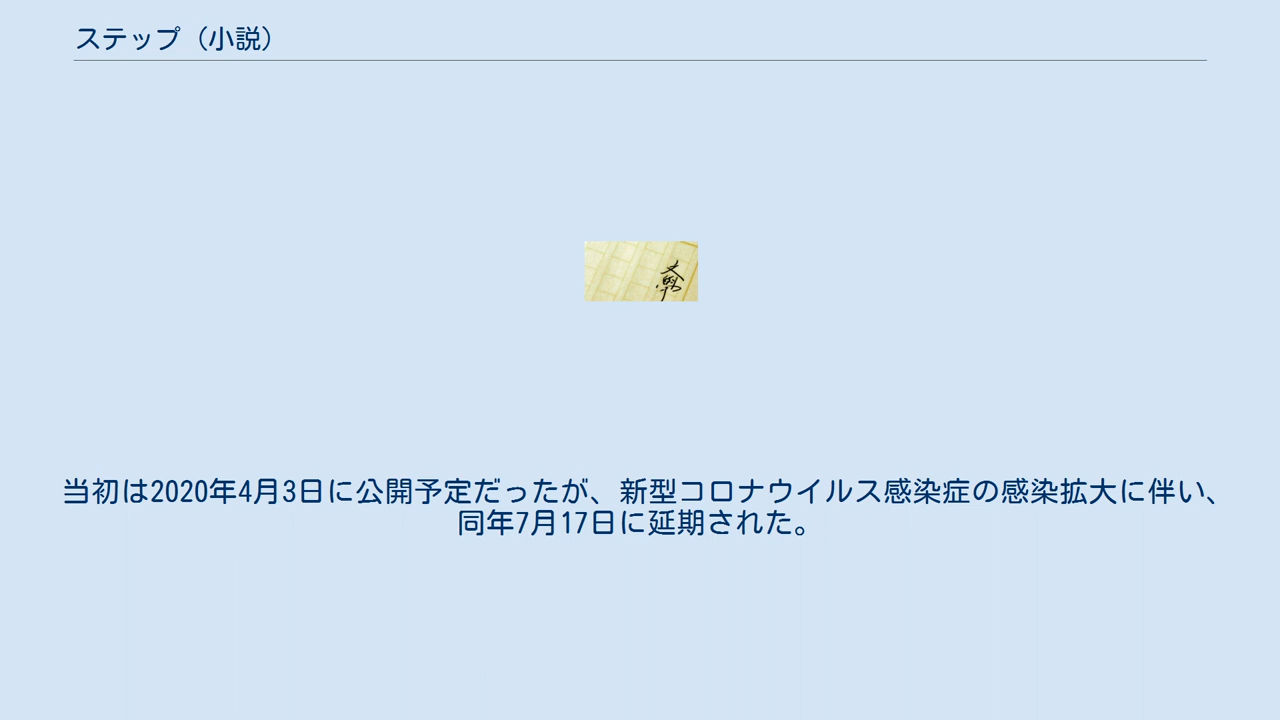 ステップ（小説）
当初は2020年4月3日に公開予定だったが、新型コロナウイルス感染症の感染拡大に伴い、
同年7月17日に延期された。